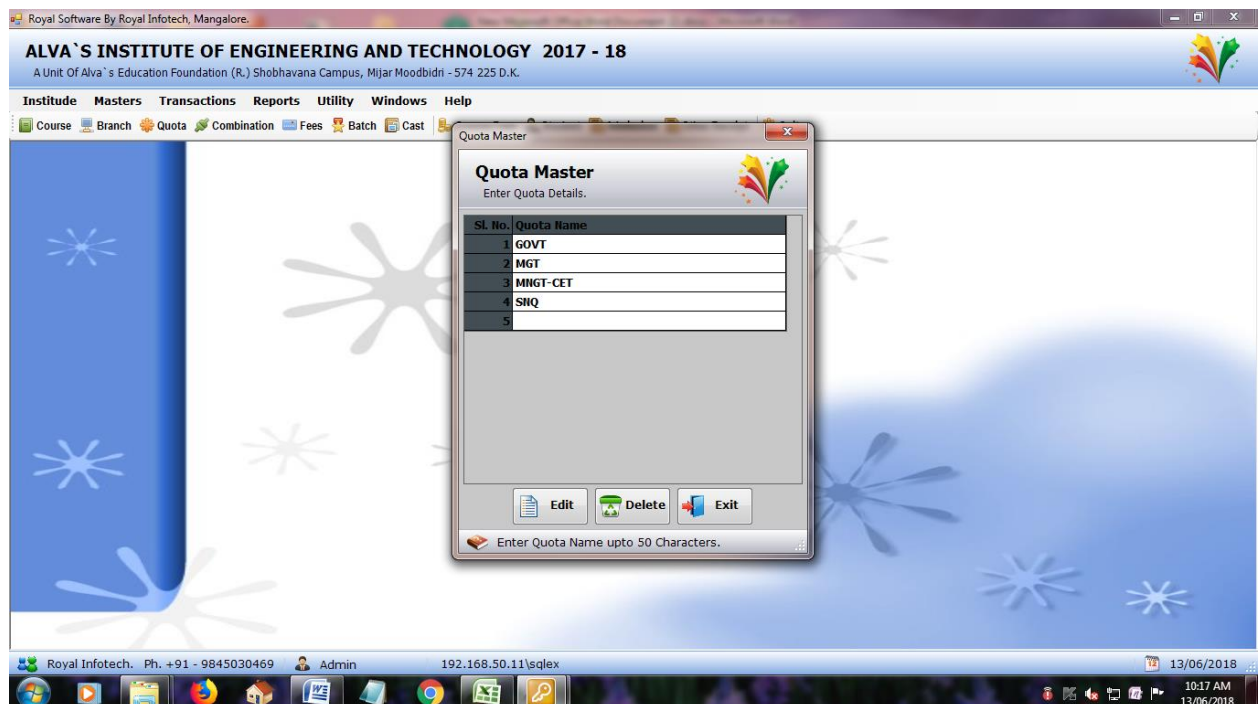 Royal Software By Royal Infotech, Mangalore.
ALVA`S INSTITUTE OF ENGINEERING AND TECHNOLOGY 2017 - 18
A Unit Of Alva`s Education Foundation (R.) Shobhavana Campus, Mijar Moodbidri - 574 225 D.K.
Institude Masters Transactions Reports Utility Windows Help
Course Branch Quota Combination Fees Batch Cast
Quota Master
Quota Master
Enter Quota Details.
Sl. No. Quota Name
1 GOVT
2 MGT
3 MNGT-CET
4 SNQ
5
Edit Delete Exit
Enter Quota Name upto 50 Characters.
Royal Infotech. Ph. +91 - 9845030469 Admin 192.168.50.11\sqlex 13/06/2018
10:17 AM
13/06/2018